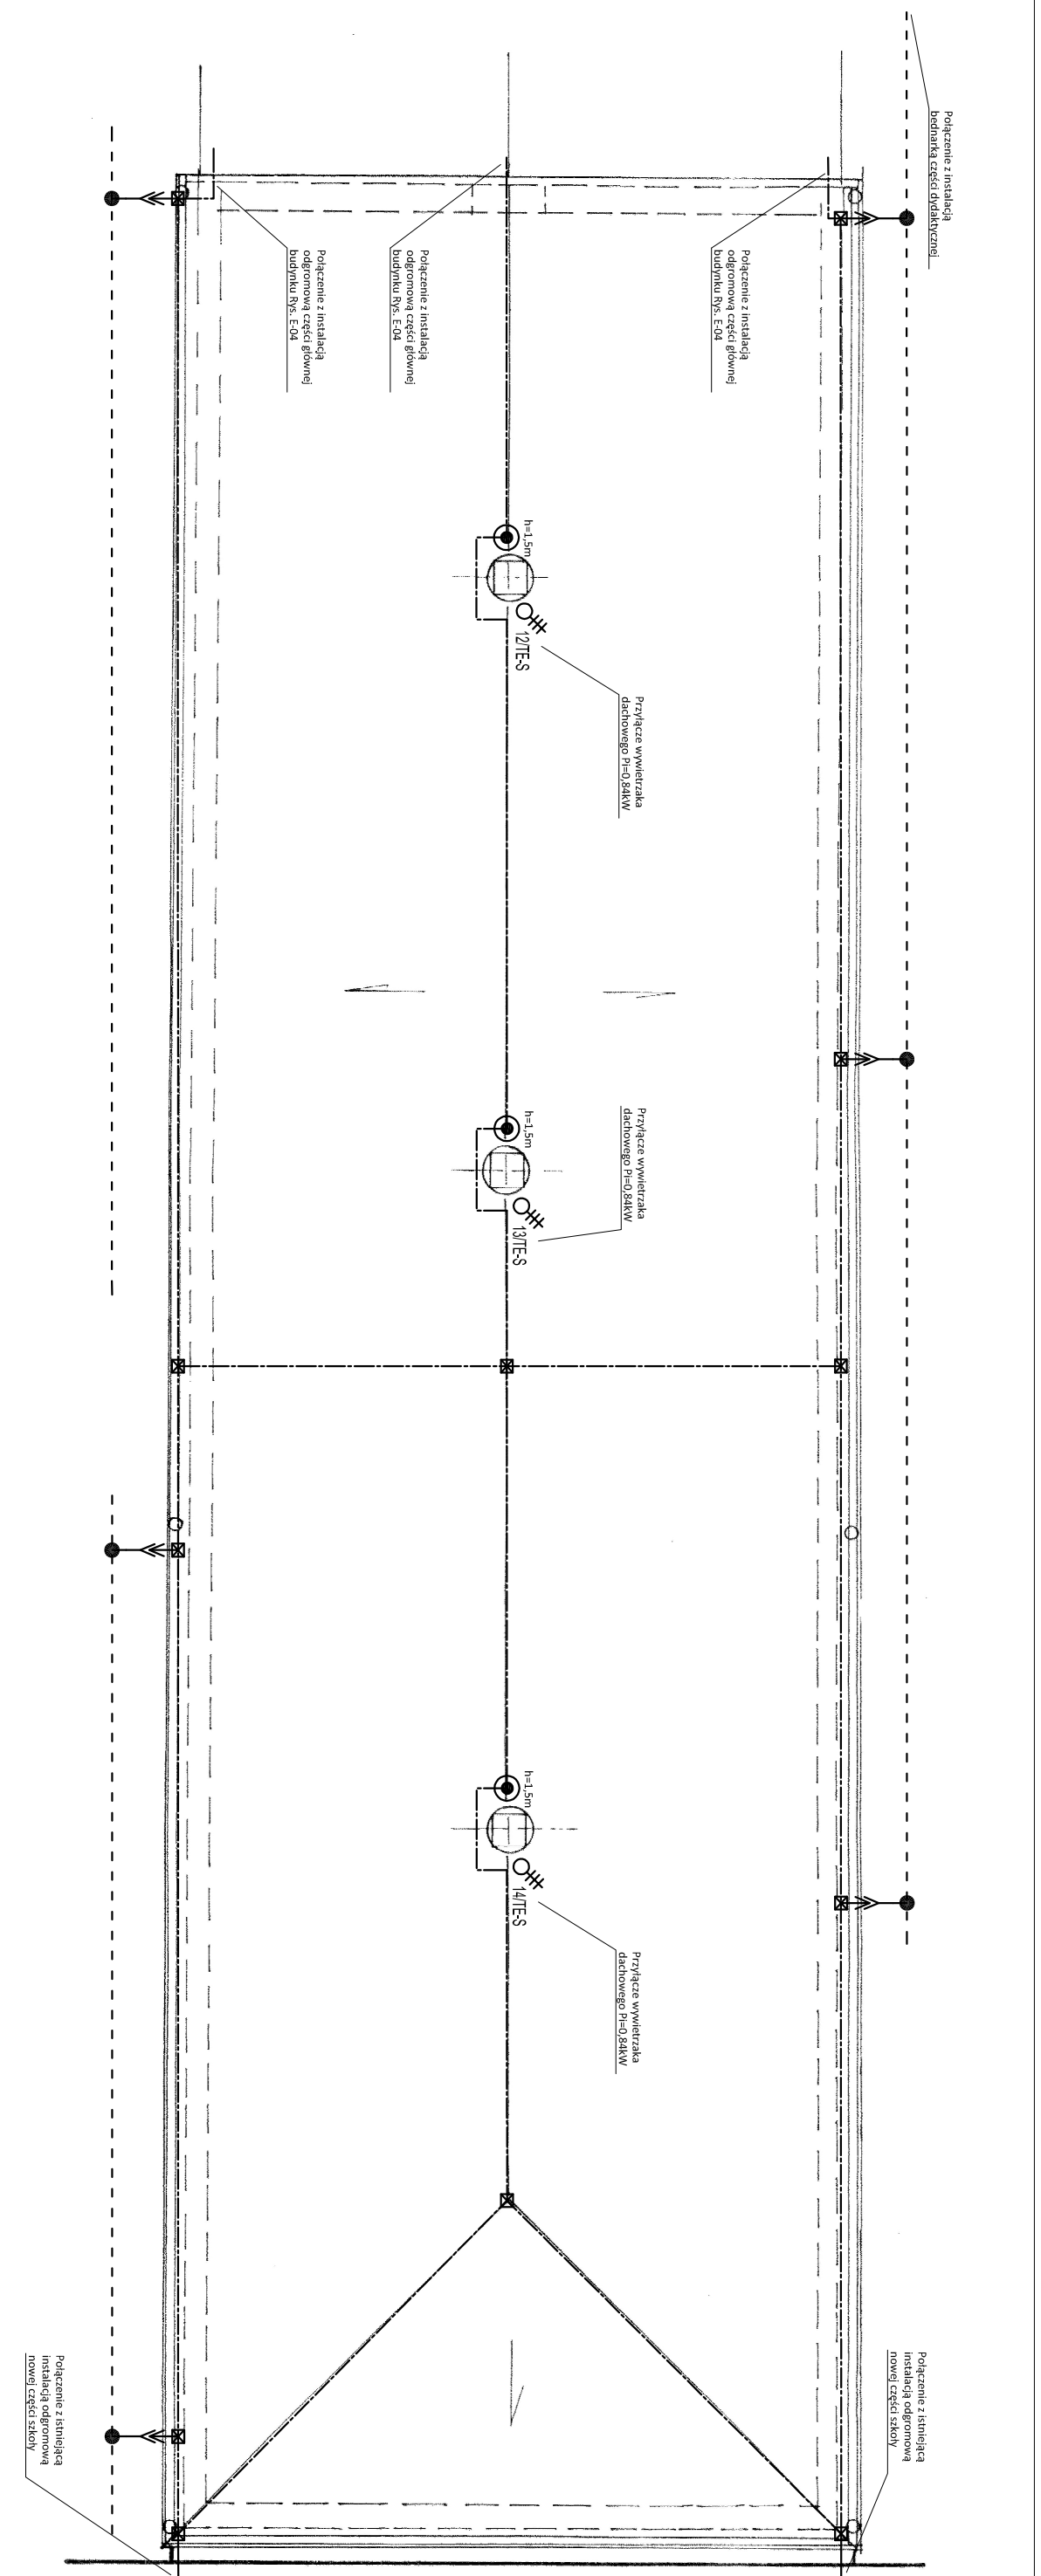 Połączenie z instalacją
bednarką części dydaktycznej
Połączenie z instalacją
odgromową części głównej
budynku Rys. E-04
Połączenie z instalacją
odgromową części głównej
budynku Rys. E-04
Połączenie z instalacją
odgromową części głównej
budynku Rys. E-04
h=1,5m
12/TE-S
Przyłącze wywietrzaka
dachowego Pi=0,84kW
h=1,5m
13/TE-S
Przyłącze wywietrzaka
dachowego Pi=0,84kW
h=1,5m
14/TE-S
Przyłącze wywietrzaka
dachowego Pi=0,84kW
Połączenie z istniejącą
instalacją odgromową
nowej części szkoły
Połączenie z istniejącą
instalacją odgromową
nowej części szkoły